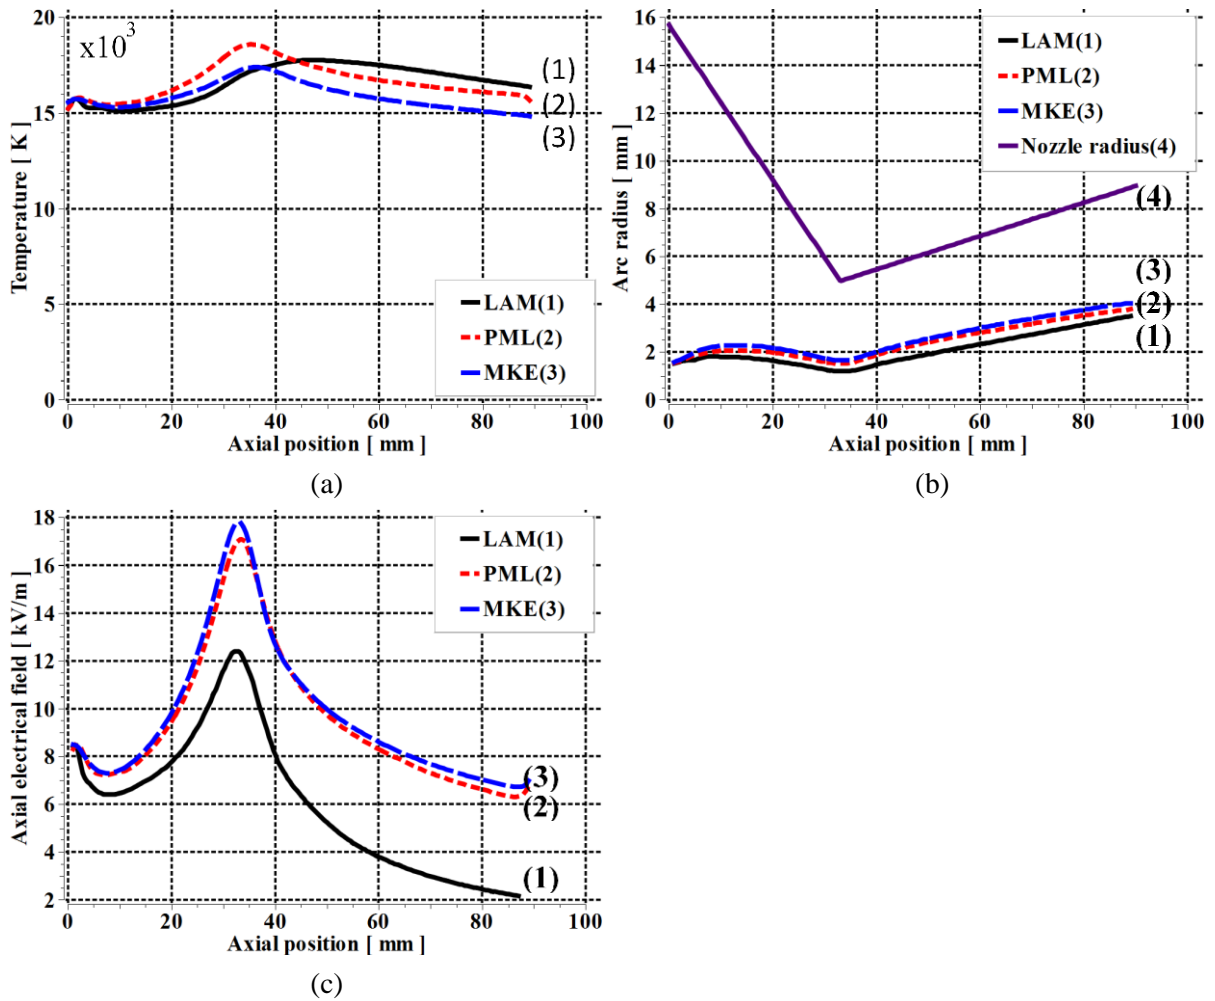 20
x10³
15
10
5
0
Temperature [ K]
0 20 40 60 80 100
Axial position [ mm ]
(1)
(2)
(3)
LAM(1)
PML(2)
MKE(3)
(a)
16
14
12
10
8
6
4
2
0
Arc radius [ mm]
0 20 40 60 80 100
Axial position [ mm ]
LAM(1)
PML(2)
MKE(3)
Nozzle radius(4)
(4)
(3)
(2)
(1)
(b)
18
16
14
12
10
8
6
4
2
Axial electrical field [ kV/m]
0 20 40 60 80 100
Axial position [ mm ]
LAM(1)
PML(2)
MKE(3)
(3)
(2)
(1)
(c)